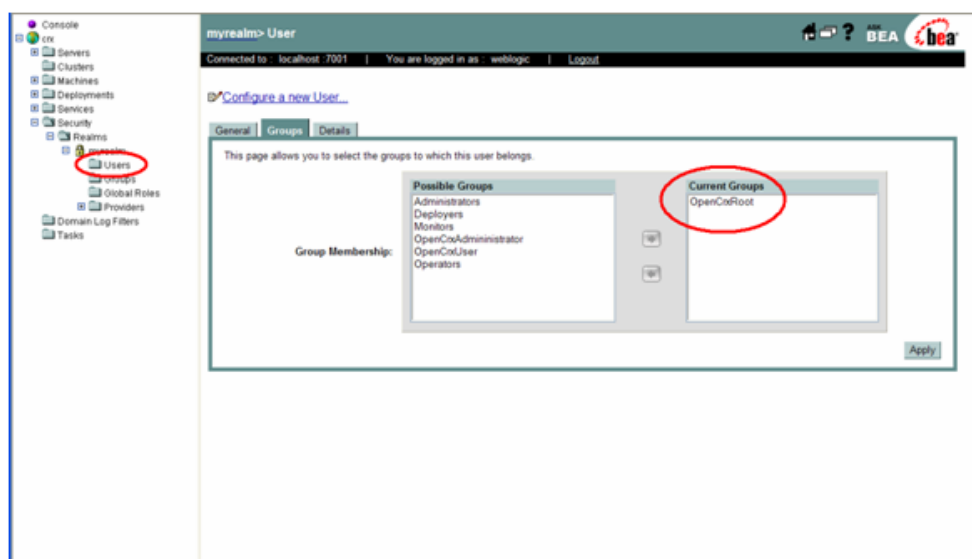 Console
crx
Servers
Clusters
Machines
Deployments
Services
Security
Realms
myrealm
Users
Groups
Global Roles
Providers
Domain Log Filters
Tasks
myrealm> User
ASK BEA
bea
Connected to : localhost :7001 | You are logged in as : weblogic | Logout
Configure a new User...
General Groups Details
This page allows you to select the groups to which this user belongs.
Group Membership:
Possible Groups
Administrators
Deployers
Monitors
OpenCrxAdmininistrator
OpenCrxUser
Operators
Current Groups
OpenCrxRoot
Apply